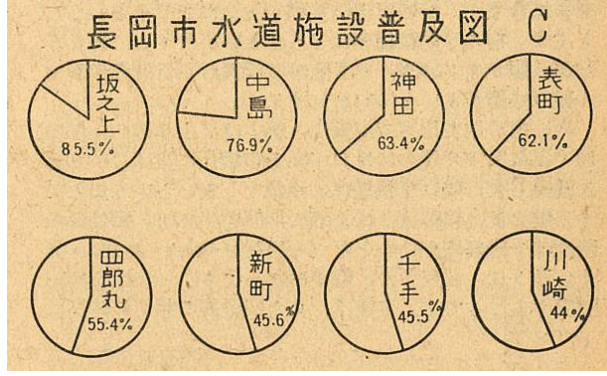 長岡市水道施設普及図 C
坂之上
85.5%
中島
76.9%
神田
63.4%
表町
62.1%
四郎丸
55.4%
新町
45.6%
千手
45.5%
川崎
44%